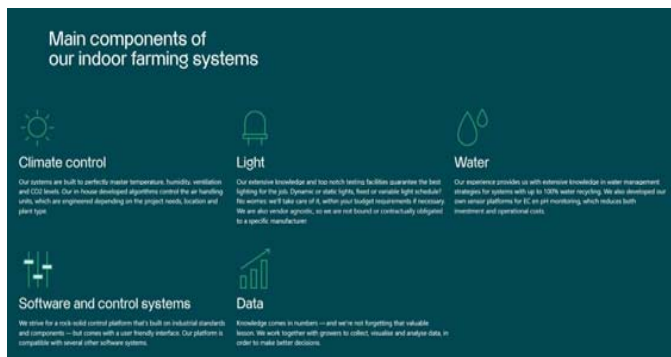 Main components of
our indoor farming systems
Climate control
Our systems are built to perfectly master temperature, humidity, ventilation
and CO2 levels. Our in-house developed algorithms control the air handling
units, which are engineered depending on the project needs, location and
plant type.
Light
Our extensive knowledge and top notch testing facilities guarantee the best
lighting for the job. Dynamic or static lights, fixed or variable light schedule?
No worries: we'll take care of it, within your budget requirements if necessary.
We are also vendor agnostic, so we are not bound or contractually obligated
to a specific manufacturer
Water
Our experience provides us with extensive knowledge in water management
strategies for systems with up to 100% water recycling. We also developed our
own sensor platforms for EC en pH monitoring, which reduces both
investment and operational costs.
Software and control systems
We strive for a rock-solid control platform that's built on industrial standards
and components — but comes with a user friendly interface. Our platform is
compatible with several other software systems.
Data
Knowledge comes in numbers — and we're not forgetting that valuable
lesson. We work together with growers to collect, visualise and analyse data, in
order to make better decisions.